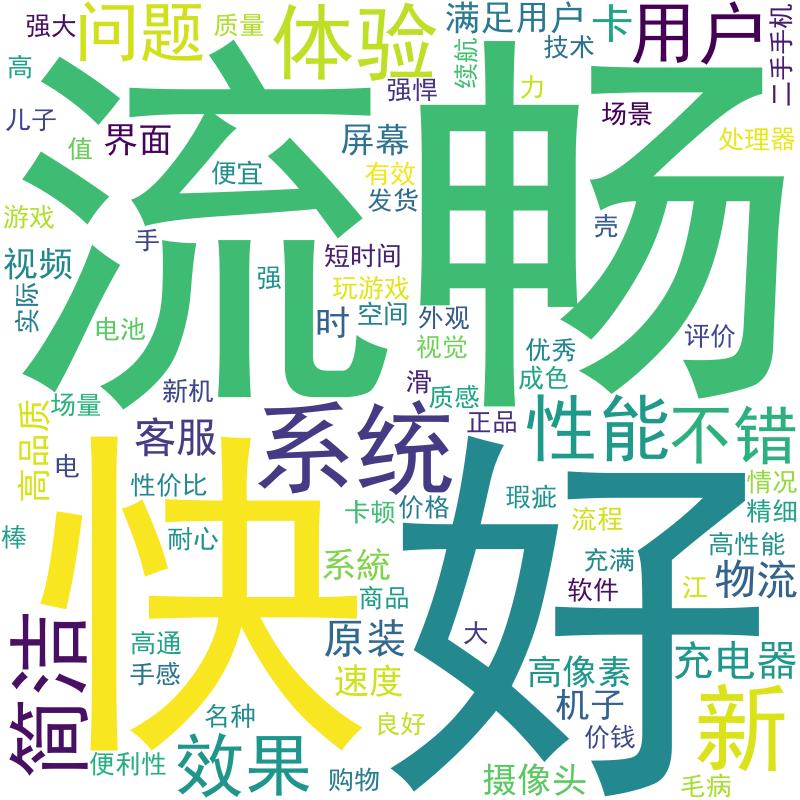 强大
问题
质量
体验
满足用户
卡
用户
二手手机
高
续航
技术
儿子
值
界面
强悍
屏幕
力
场景
处理器
流畅
便宜
有效
发货
游戏
手
壳
视频
强
短时间
玩游戏
实际
电池
时
空间
外观
视觉
优秀
评价
新机
滑
质感
成色
场量
高品质
客服
系统
正品
性能
不错
电
性价比
卡顿
价格
瑕疵
情况
精细
棒
快
好
耐心
流程
高性能
系統
充满
商品
软件
江
物流
简洁
高通
原装
大
手感
速度
高像素
充电器
机子
新
名种
良好
价钱
便利性
效果
购物
摄像头
毛病